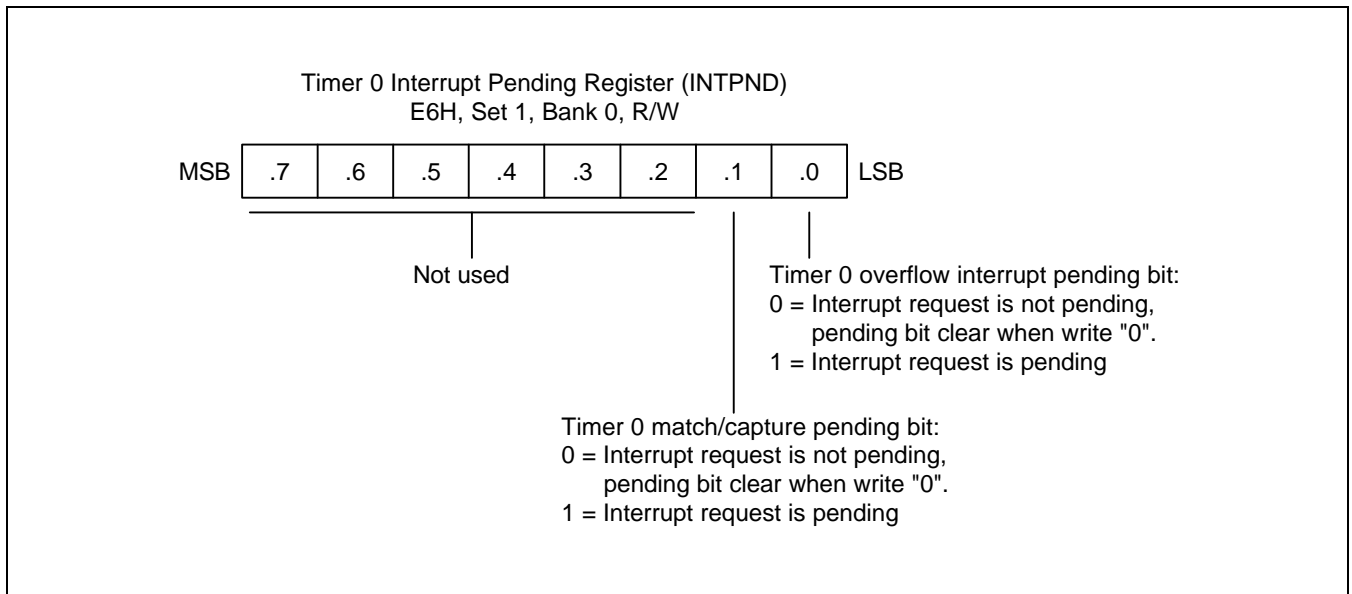 Timer 0 Interrupt Pending Register (INTPND)
E6H, Set 1, Bank 0, R/W
MSB .7 .6 .5 .4 .3 .2 .1 .0 LSB
Not used
Timer 0 overflow interrupt pending bit:
0 = Interrupt request is not pending,
pending bit clear when write "0".
1 = Interrupt request is pending
Timer 0 match/capture pending bit:
0 = Interrupt request is not pending,
pending bit clear when write "0".
1 = Interrupt request is pending